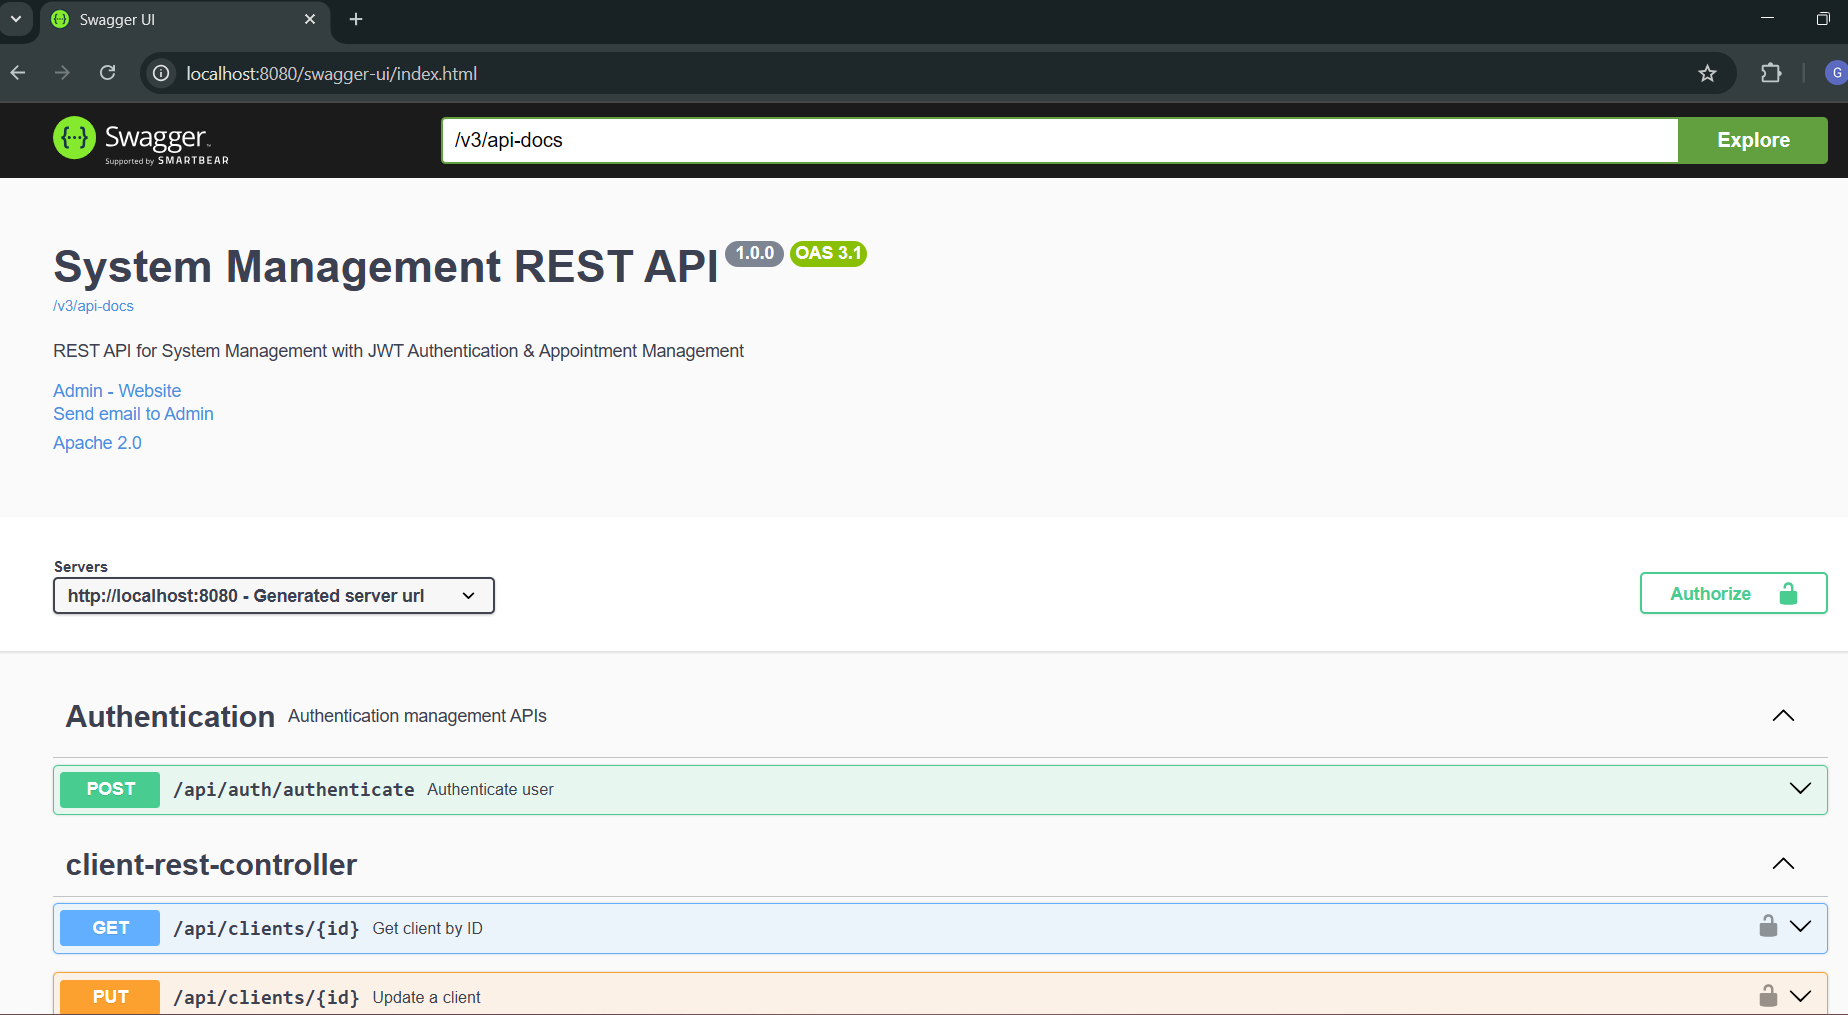 Swagger UI
localhost:8080/swagger-ui/index.html
G
{···} Swagger™
Supported by SMARTBEAR
/v3/api-docs
Explore
System Management REST API 1.0.0 OAS 3.1
/v3/api-docs
REST API for System Management with JWT Authentication & Appointment Management
Admin - Website
Send email to Admin
Apache 2.0
Servers
http://localhost:8080 - Generated server url
Authorize
Authentication Authentication management APIs
POST /api/auth/authenticate Authenticate user
client-rest-controller
GET /api/clients/{id} Get client by ID
PUT /api/clients/{id} Update a client